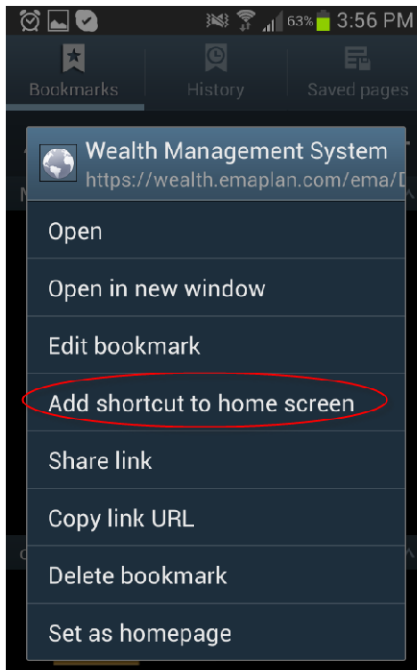 63% 3:56 PM
Bookmarks History Saved pages
Wealth Management System
https://wealth.emaplan.com/ema/
Open
Open in new window
Edit bookmark
Add shortcut to home screen
Share link
Copy link URL
Delete bookmark
Set as homepage